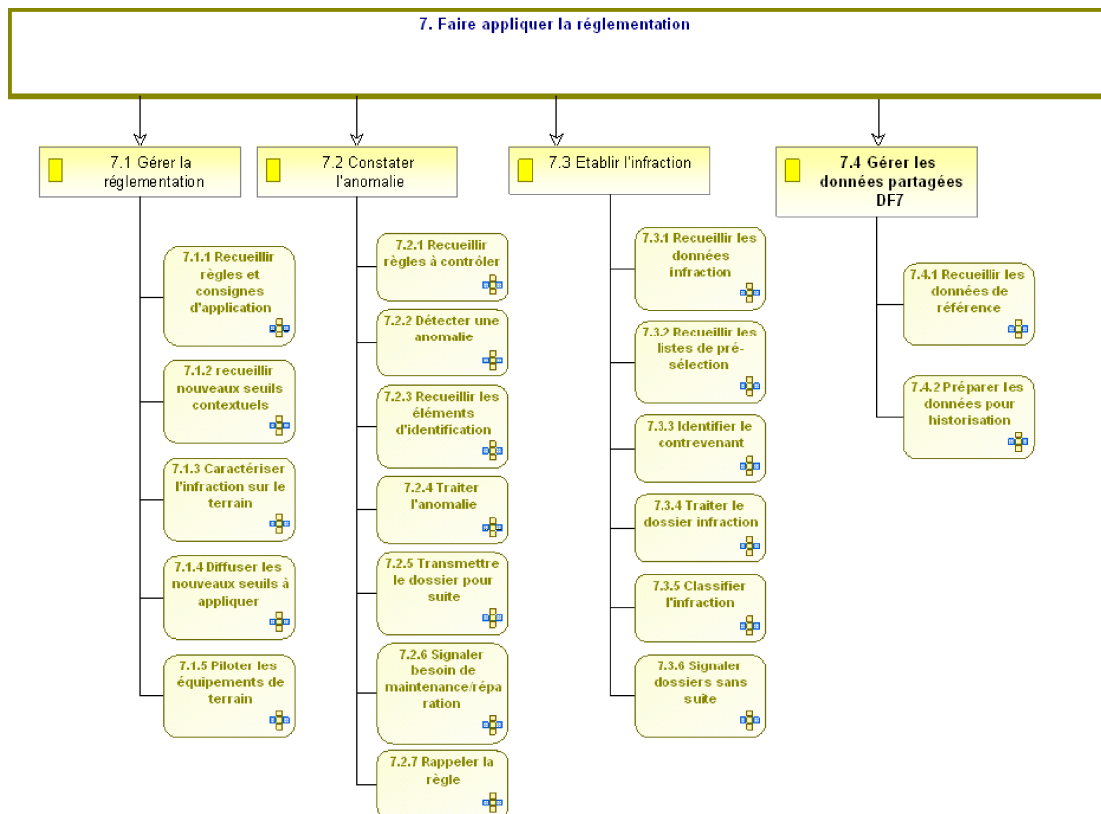 7. Faire appliquer la réglementation
7.1 Gérer la
réglementation
7.1.1 Recueillir
règles et
consignes
d'application
7.1.2 recueillir
nouveaux seuils
contextuels
7.1.3 Caractériser
l'infraction sur le
terrain
7.1.4 Diffuser les
nouveaux seuils à
appliquer
7.1.5 Piloter les
équipements de
terrain
7.2 Constater
l'anomalie
7.2.1 Recueillir
règles à contrôler
7.2.2 Détecter une
anomalie
7.2.3 Recueillir les
éléments
d'identification
7.2.4 Traiter
l'anomalie
7.2.5 Transmettre
le dossier pour
suite
7.2.6 Signaler
besoin de
maintenance/répa
ration
7.2.7 Rappeler la
règle
7.3 Etablir l'infraction
7.3.1 Recueillir les
données
infraction
7.3.2 Recueillir les
listes de pré-
sélection
7.3.3 Identifier le
contrevenant
7.3.4 Traiter le
dossier infraction
7.3.5 Classifier
l'infraction
7.3.6 Signaler
dossiers sans
suite
7.4 Gérer les
données partagées
DF7
7.4.1 Recueillir les
données de
référence
7.4.2 Préparer les
données pour
historisation